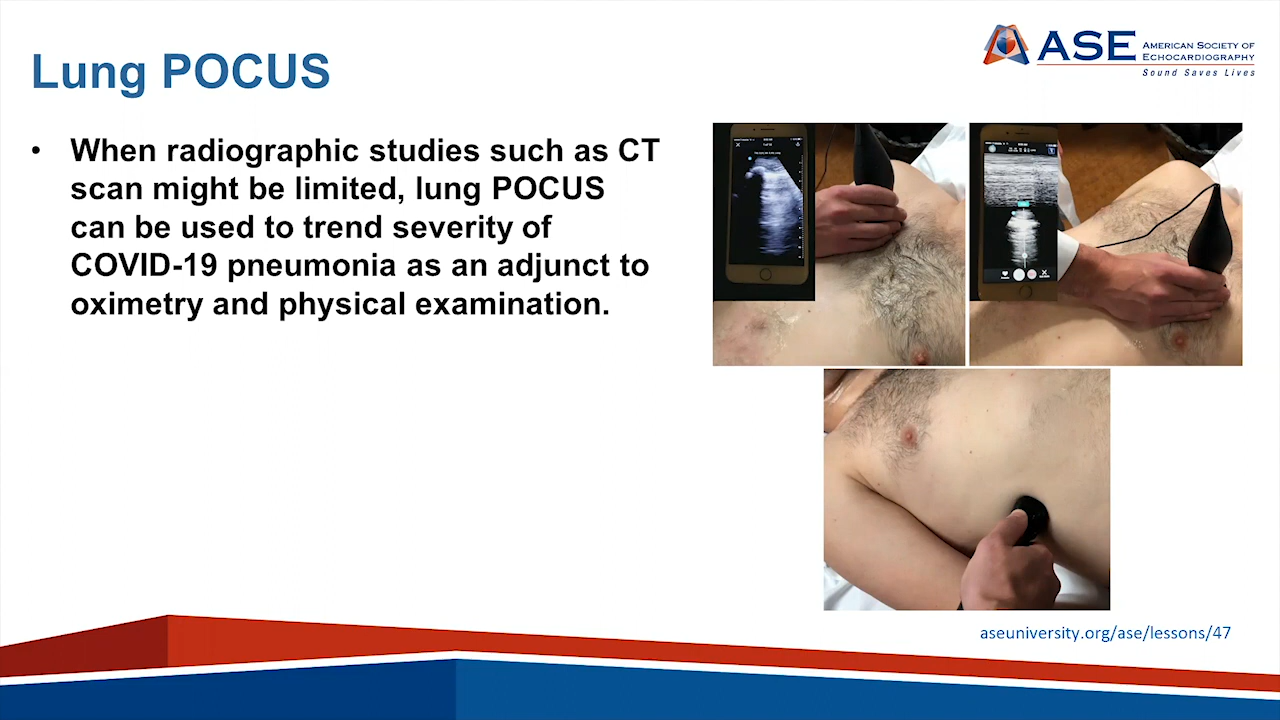 Lung POCUS
ASE
AMERICAN SOCIETY OF
ECHOCARDIOGRAPHY
Sound Saves Lives
• When radiographic studies such as CT
scan might be limited, lung POCUS
can be used to trend severity of
COVID-19 pneumonia as an adjunct to
oximetry and physical examination.
aseuniversity.org/ase/lessons/47